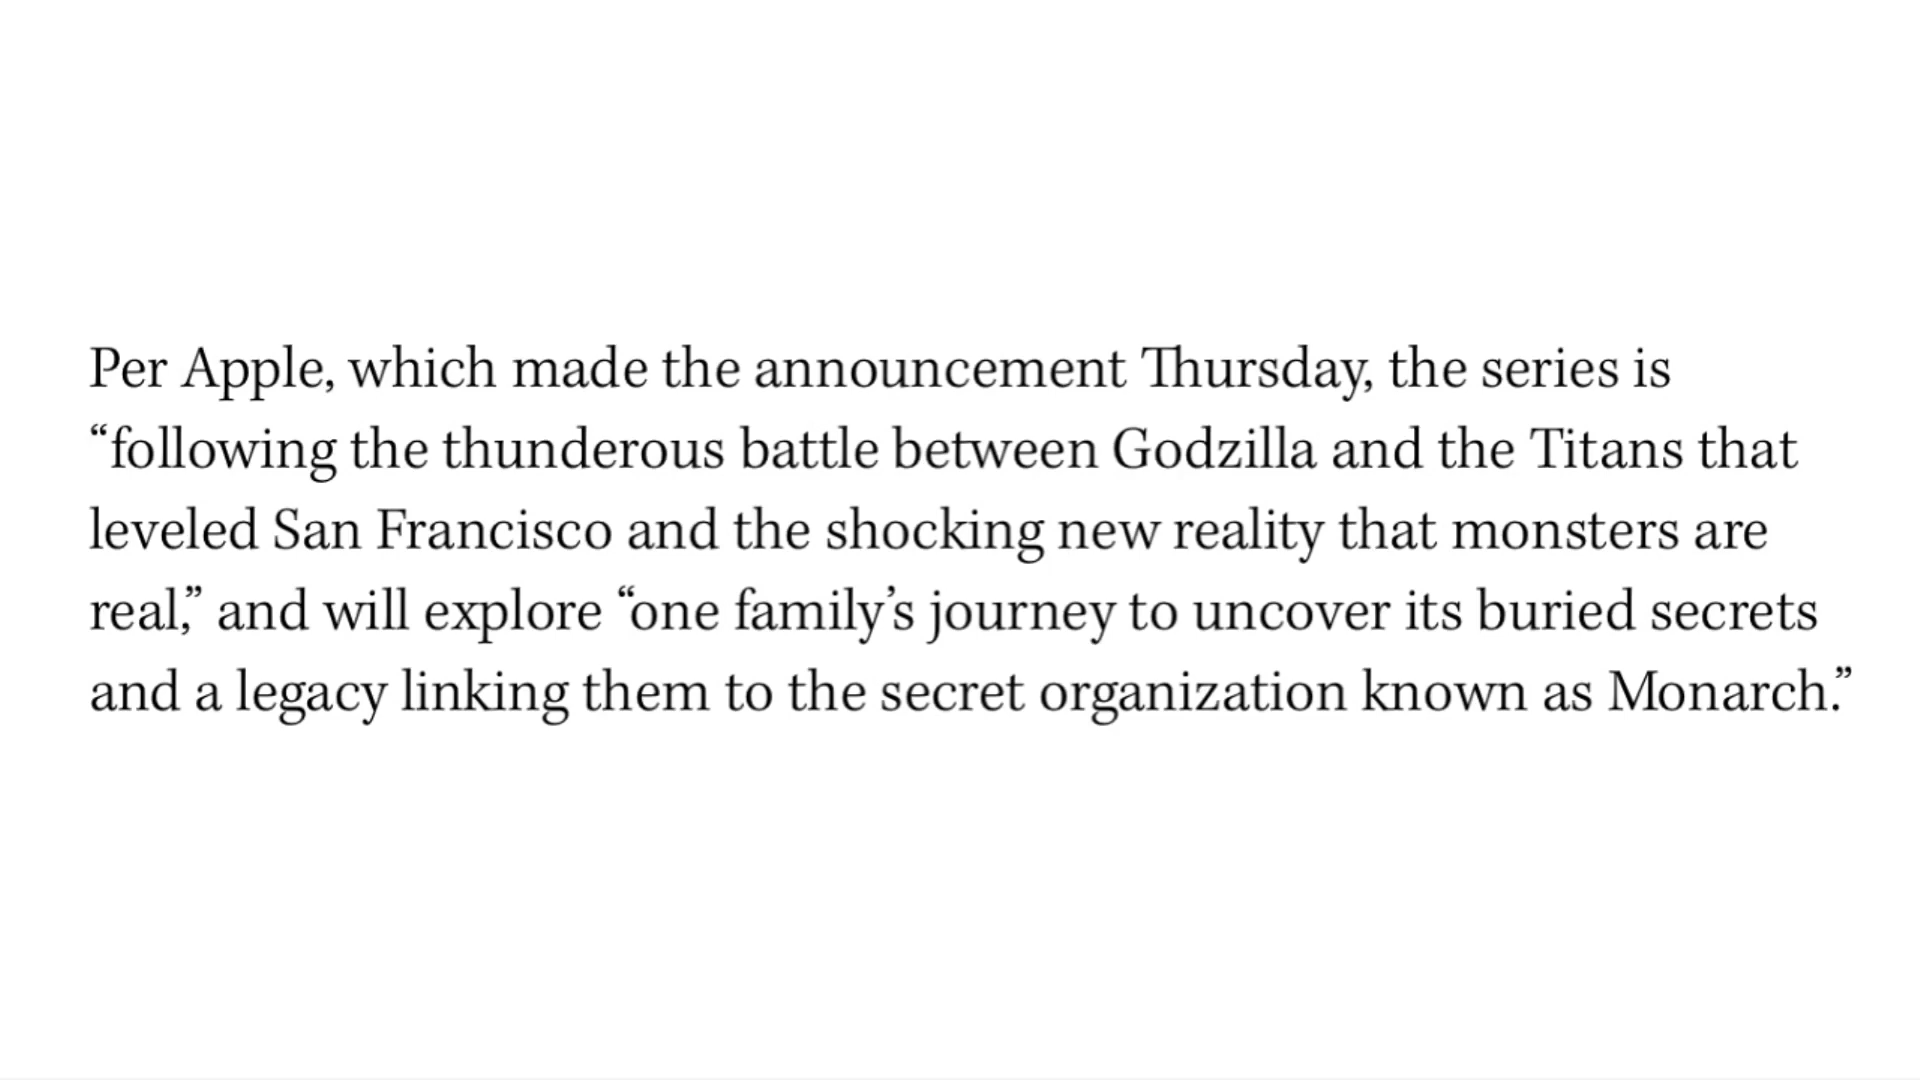 Per Apple, which made the announcement Thursday, the series is
“following the thunderous battle between Godzilla and the Titans that
leveled San Francisco and the shocking new reality that monsters are
real,” and will explore “one family’s journey to uncover its buried secrets
and a legacy linking them to the secret organization known as Monarch.”